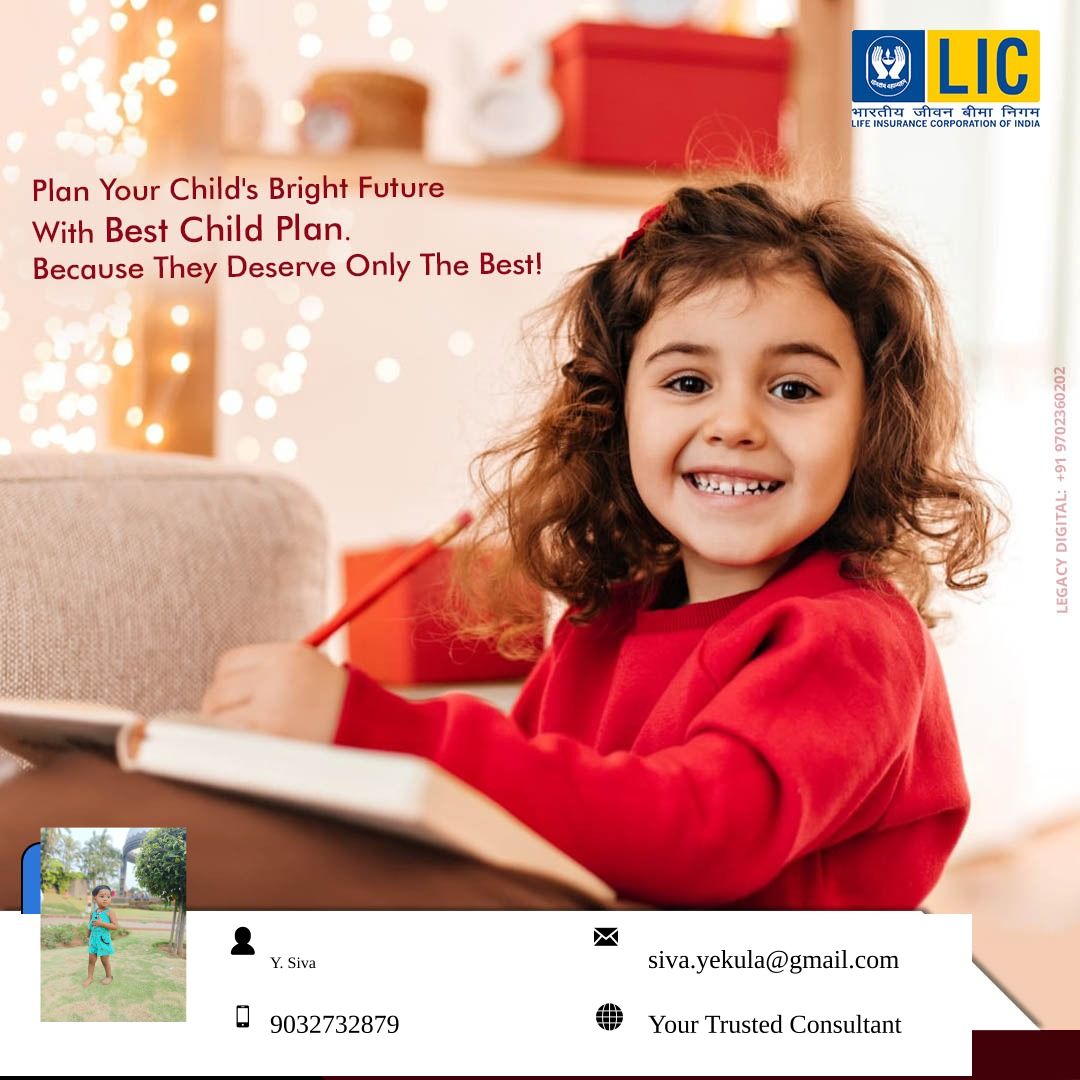 LIC
भारतीय जीवन बीमा निगम
LIFE INSURANCE CORPORATION OF INDIA
Plan Your Child's Bright Future
With Best Child Plan.
Because They Deserve Only The Best!
LEGACY DIGITAL: +91 9702360202
Y. Siva
siva.yekula@gmail.com
9032732879
Your Trusted Consultant